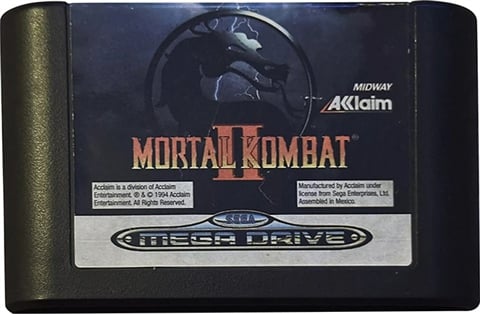 MIDWAY
AKklaim
MORTAL KOMBAT
II
Acclaim is a division of Acclaim
Entertainment. ® & © 1994 Acclaim
Entertainment. All Rights Reserved.
Manufactured by Acclaim under
license from Sega Enterprises, Ltd.
Assembled in Mexico.
SEGA
MEGA DRIVE